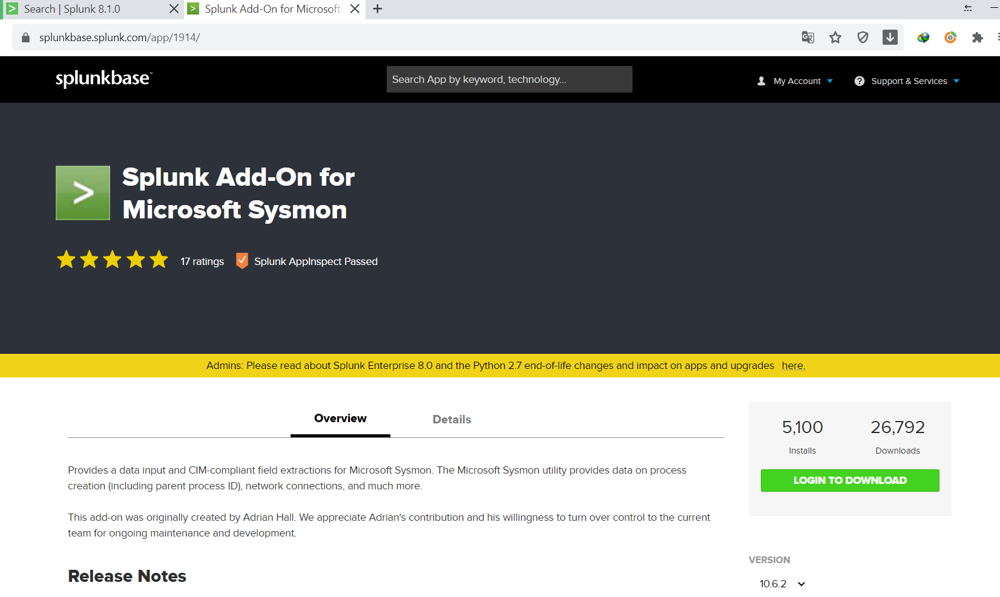 Search | Splunk 8.1.0
Splunk Add-On for Microsoft
splunkbase.splunk.com/app/1914/
splunkbase™
Search App by keyword, technology...
My Account
Support & Services
Splunk Add-On for
Microsoft Sysmon
17 ratings
Splunk AppInspect Passed
Admins: Please read about Splunk Enterprise 8.0 and the Python 2.7 end-of-life changes and impact on apps and upgrades here.
Overview
Details
5,100
26,792
Installs
Downloads
LOGIN TO DOWNLOAD
Provides a data input and CIM-compliant field extractions for Microsoft Sysmon. The Microsoft Sysmon utility provides data on process
creation (including parent process ID), network connections, and much more.
This add-on was originally created by Adrian Hall. We appreciate Adrian's contribution and his willingness to turn over control to the current
team for ongoing maintenance and development.
Release Notes
VERSION
10.6.2